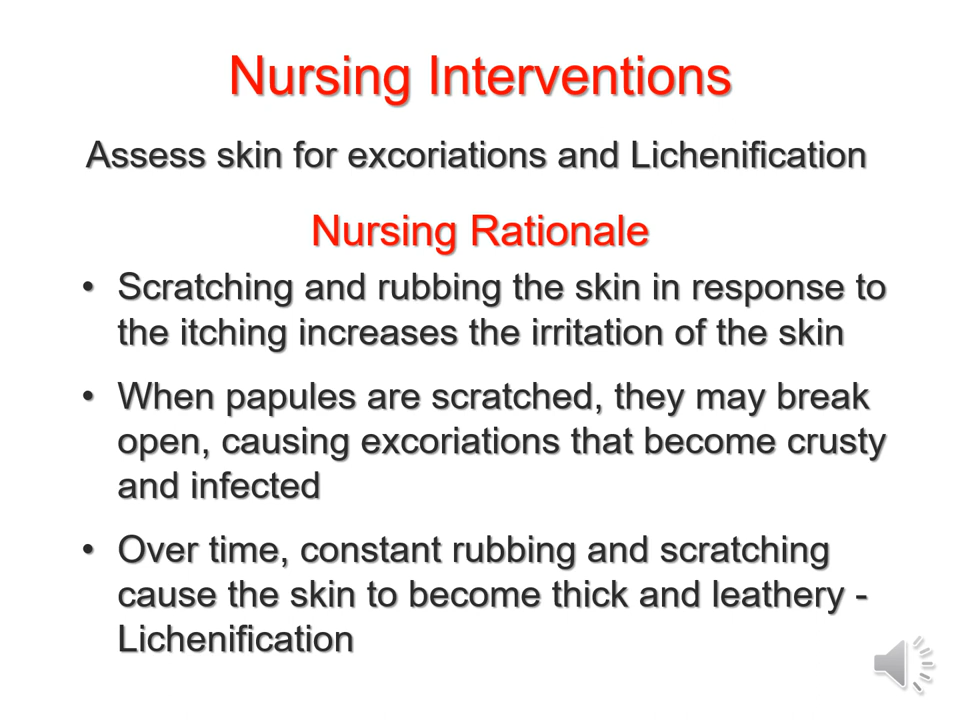 Nursing Interventions
Assess skin for excoriations and Lichenification
Nursing Rationale
• Scratching and rubbing the skin in response to
the itching increases the irritation of the skin
• When papules are scratched, they may break
open, causing excoriations that become crusty
and infected
• Over time, constant rubbing and scratching
cause the skin to become thick and leathery -
Lichenification